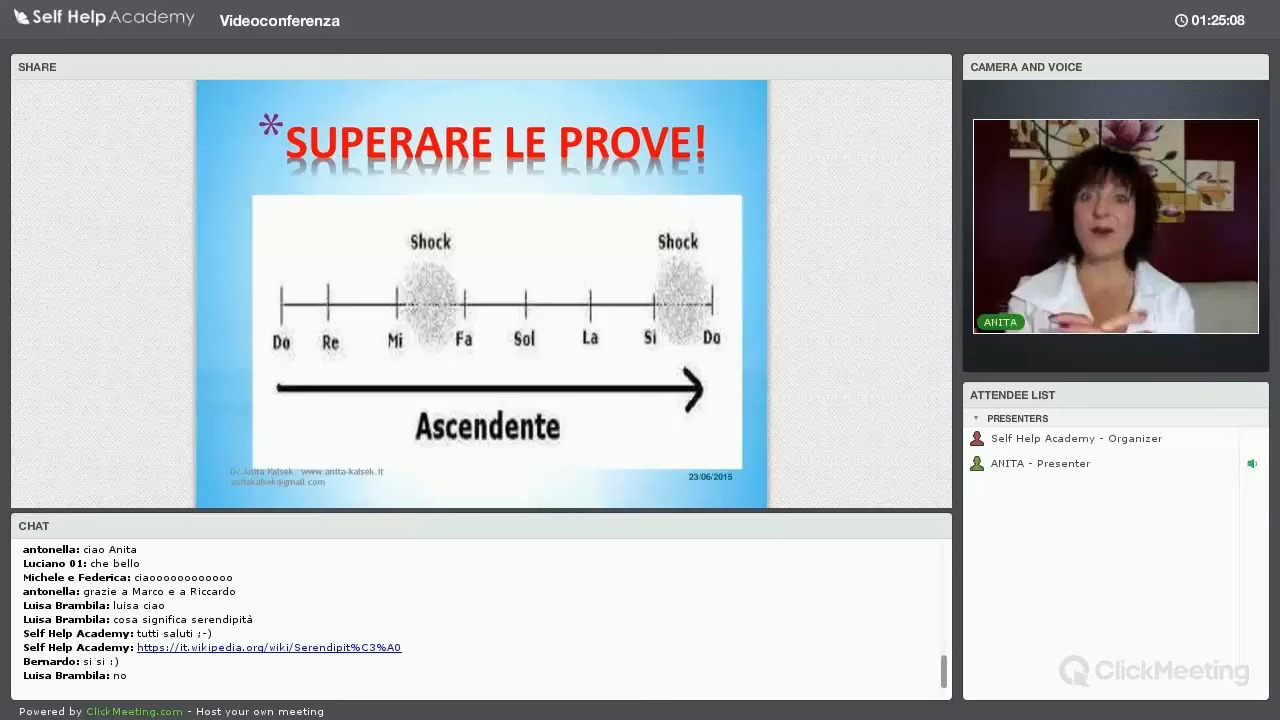 Self Help Academy
Videoconferenza
01:25:08
SHARE
* SUPERARE LE PROVE!
Shock Shock
Do Re Mi Fa Sol La Si Do
Ascendente
Dr.Anita Kalsek, www.anita-kalsek.it
anitakalsek@gmail.com
23/06/2015
CAMERA AND VOICE
ANITA
ATTENDEE LIST
PRESENTERS
Self Help Academy - Organizer
ANITA - Presenter
CHAT
antonella: ciao Anita
Luciano 01: che bello
Michele e Federica: ciaoooooooooooo
antonella: grazie a Marco e a Riccardo
Luisa Brambila: luisa ciao
Luisa Brambila: cosa significa serendipità
Self Help Academy: tutti saluti ;-)
Self Help Academy: https://it.wikipedia.org/wiki/Serendipit%C3%A0
Bernardo: si si :)
Luisa Brambila: no
ClickMeeting
Powered by ClickMeeting.com - Host your own meeting